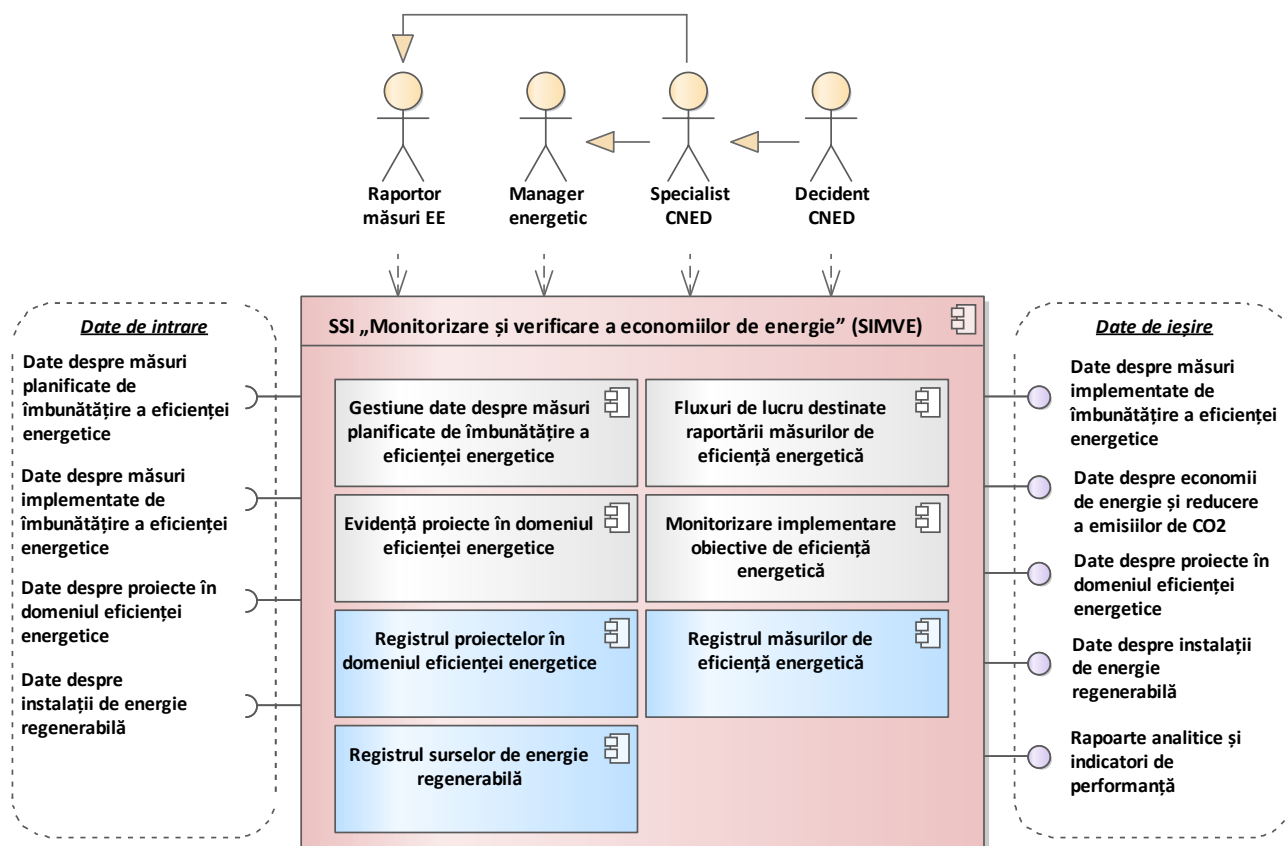 Raportor
măsuri EE
Manager
energetic
Specialist
CNED
Decident
CNED
Date de intrare
Date despre măsuri
planificate de
îmbunătățire a eficienței
energetice
Date despre măsuri
implementate de
îmbunătățire a eficienței
energetice
Date despre proiecte în
domeniul eficienței
energetice
Date despre
instalații de energie
regenerabilă
SSI „Monitorizare și verificare a economiilor de energie” (SIMVE)
Gestiune date despre măsuri
planificate de îmbunătățire a
eficienței energetice
Fluxuri de lucru destinate
raportării măsurilor de
eficiență energetică
Evidență proiecte în domeniul
eficienței energetice
Monitorizare implementare
obiective de eficiență
energetică
Registrul proiectelor în
domeniul eficienței energetice
Registrul măsurilor de
eficiență energetică
Registrul surselor de energie
regenerabilă
Date de ieșire
Date despre măsuri
implementate de
îmbunătățire a eficienței
energetice
Date despre economii
de energie și reducere
a emisiilor de CO2
Date despre proiecte în
domeniul eficienței
energetice
Date despre instalații
de energie
regenerabilă
Rapoarte analitice și
indicatori de
performanță